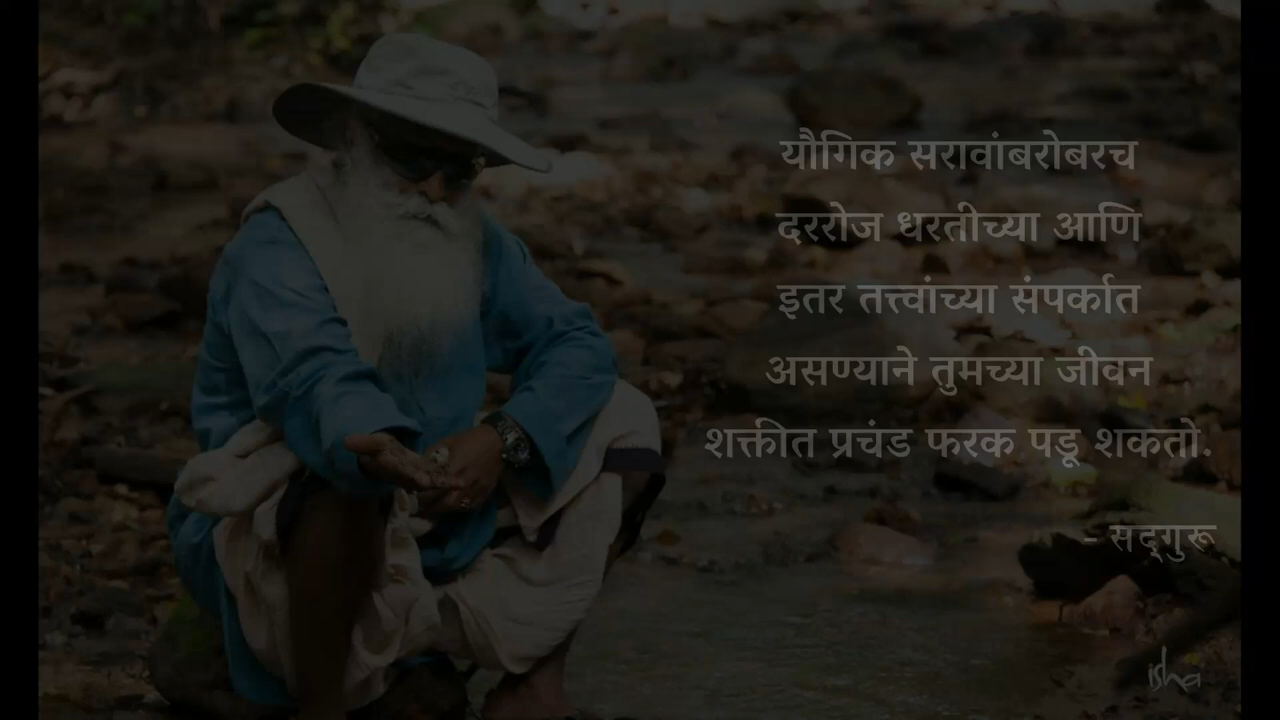 यौगिक सरावांबरोबरच
दररोज धरतीच्या आणि
इतर तत्त्वांच्या संपर्कात
असण्याने तुमच्या जीवन
शक्तीत प्रचंड फरक पडू शकतो.
- सद्‌गुरू
isha